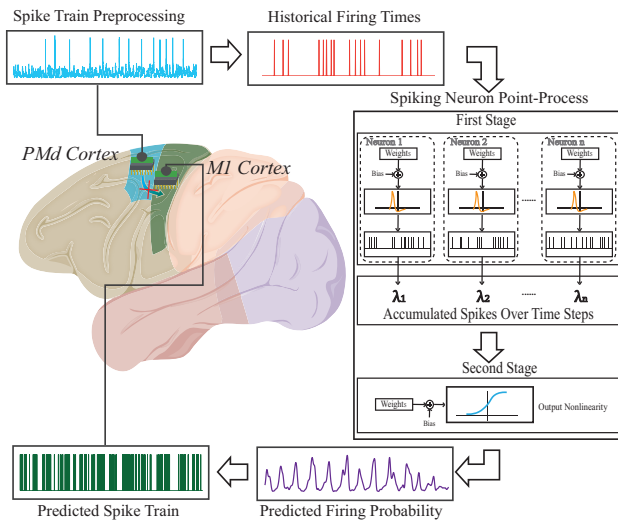 Spike Train Preprocessing
Historical Firing Times
Spiking Neuron Point-Process
First Stage
Neuron 1
Neuron 2
Neuron n
Weights
Weights
Weights
Bias
Bias
Bias
......
λ1
λ2
......
λn
Accumulated Spikes Over Time Steps
Second Stage
Weights
Bias
Output Nonlinearity
PMd Cortex
M1 Cortex
Predicted Spike Train
Predicted Firing Probability